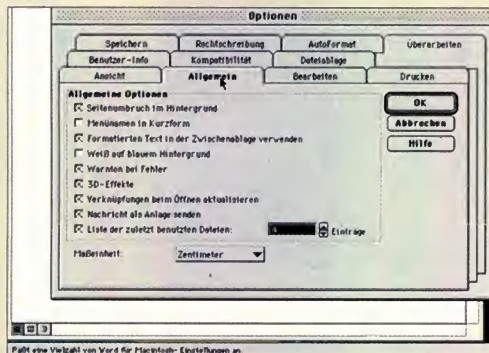 Optionen
Speichern Rechtschreibung AutoFormat Überarbeiten
Benutzer-Info Kompatibilität Dateiablage
Ansicht Allgemein Bearbeiten Drucken
Allgemeine Optionen
Seitenumbruch im Hintergrund
Menünamen in Kurzform
Formatierten Text in der Zwischenablage verwenden
Weiß auf blauem Hintergrund
Warnton bei Fehler
3D-Effekte
Verknüpfungen beim Öffnen aktualisieren
Nachricht als Anlage senden
Liste der zuletzt benutzten Dateien: Einträge
Maßeinheit: Zentimeter
OK
Abbrechen
Hilfe
Paßt eine Vielzahl von Word für Macintosh-Einstellungen an